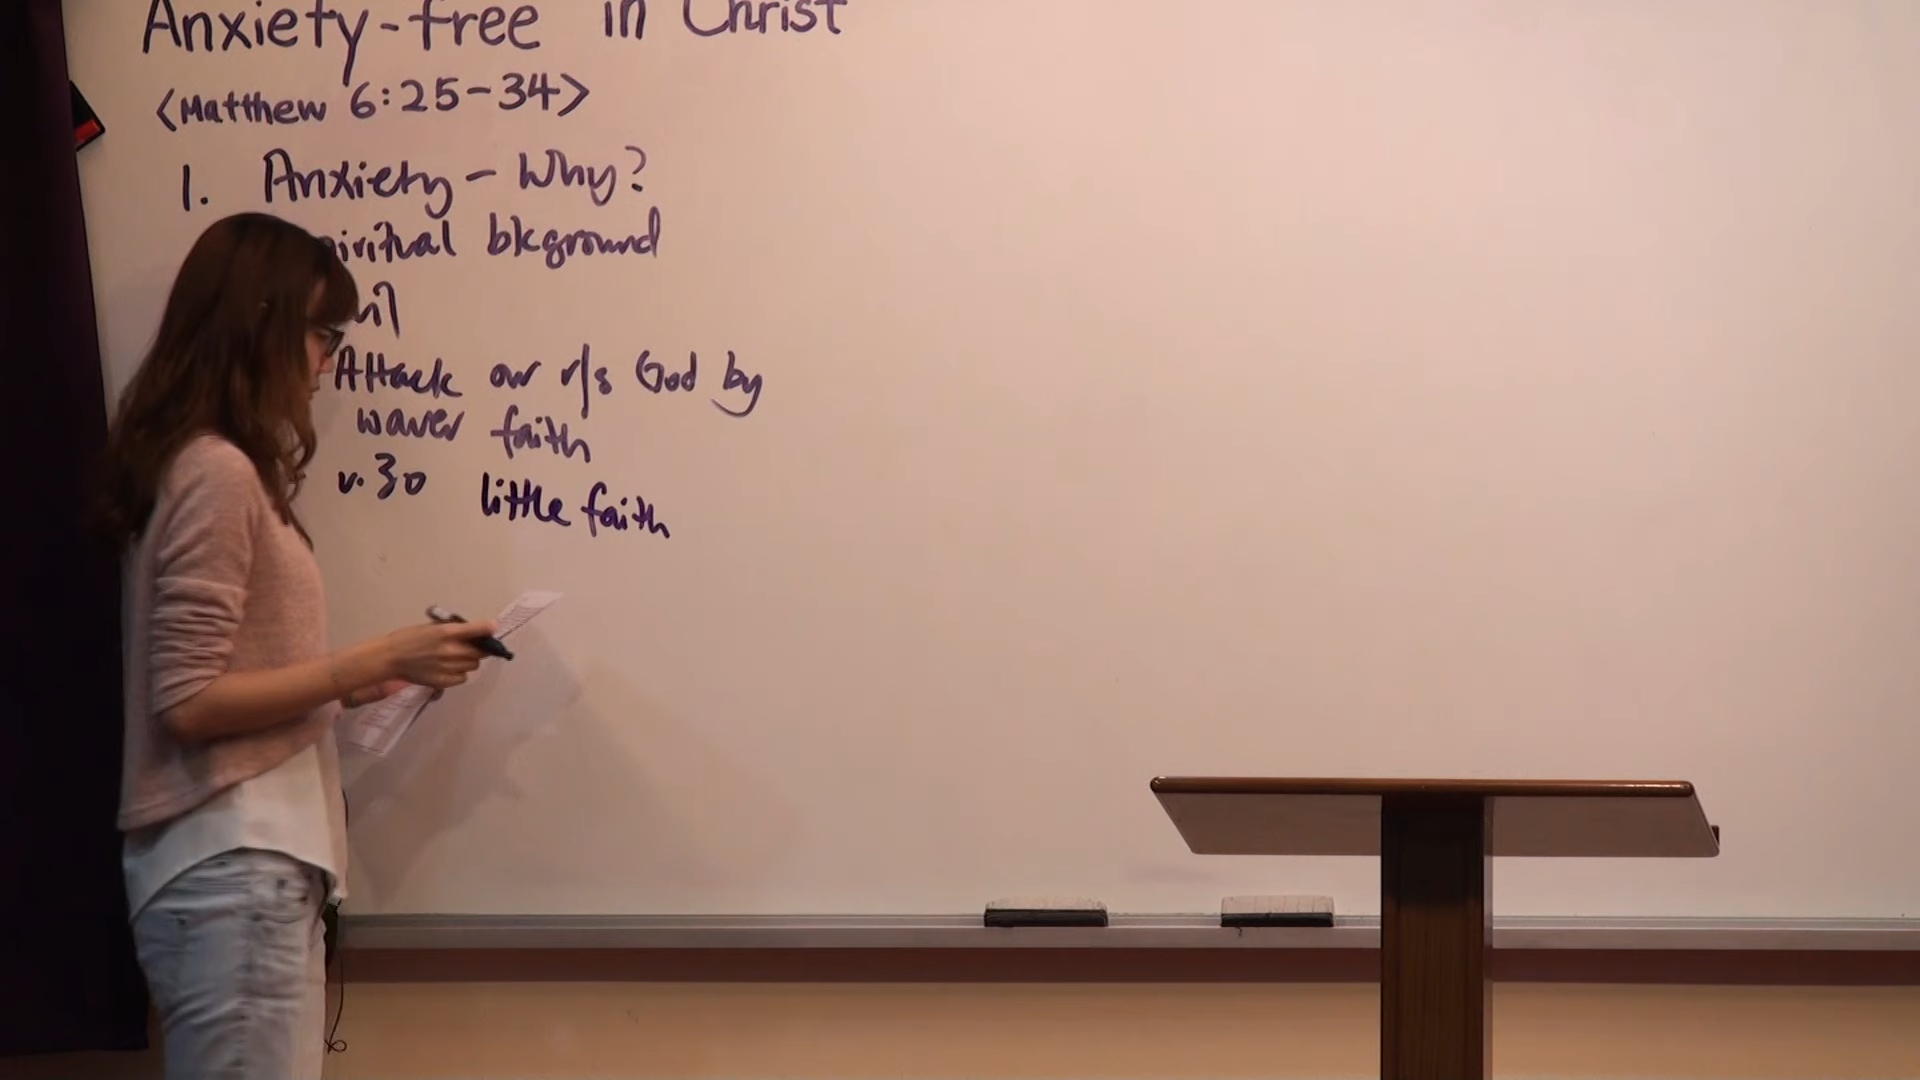 Anxiety-free in Christ
<Matthew 6:25-34>
1. Anxiety - Why?
bkground
Attack our r/s God by
waver faith
v.30 little faith